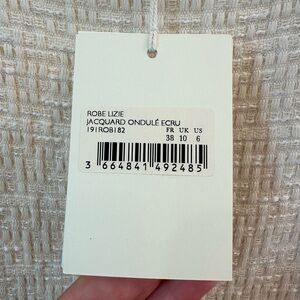 ROBE LIZIE
JACQUARD ONDULÉ ECRU
191ROB182 FR UK US
38 10 6
3 664841 492485